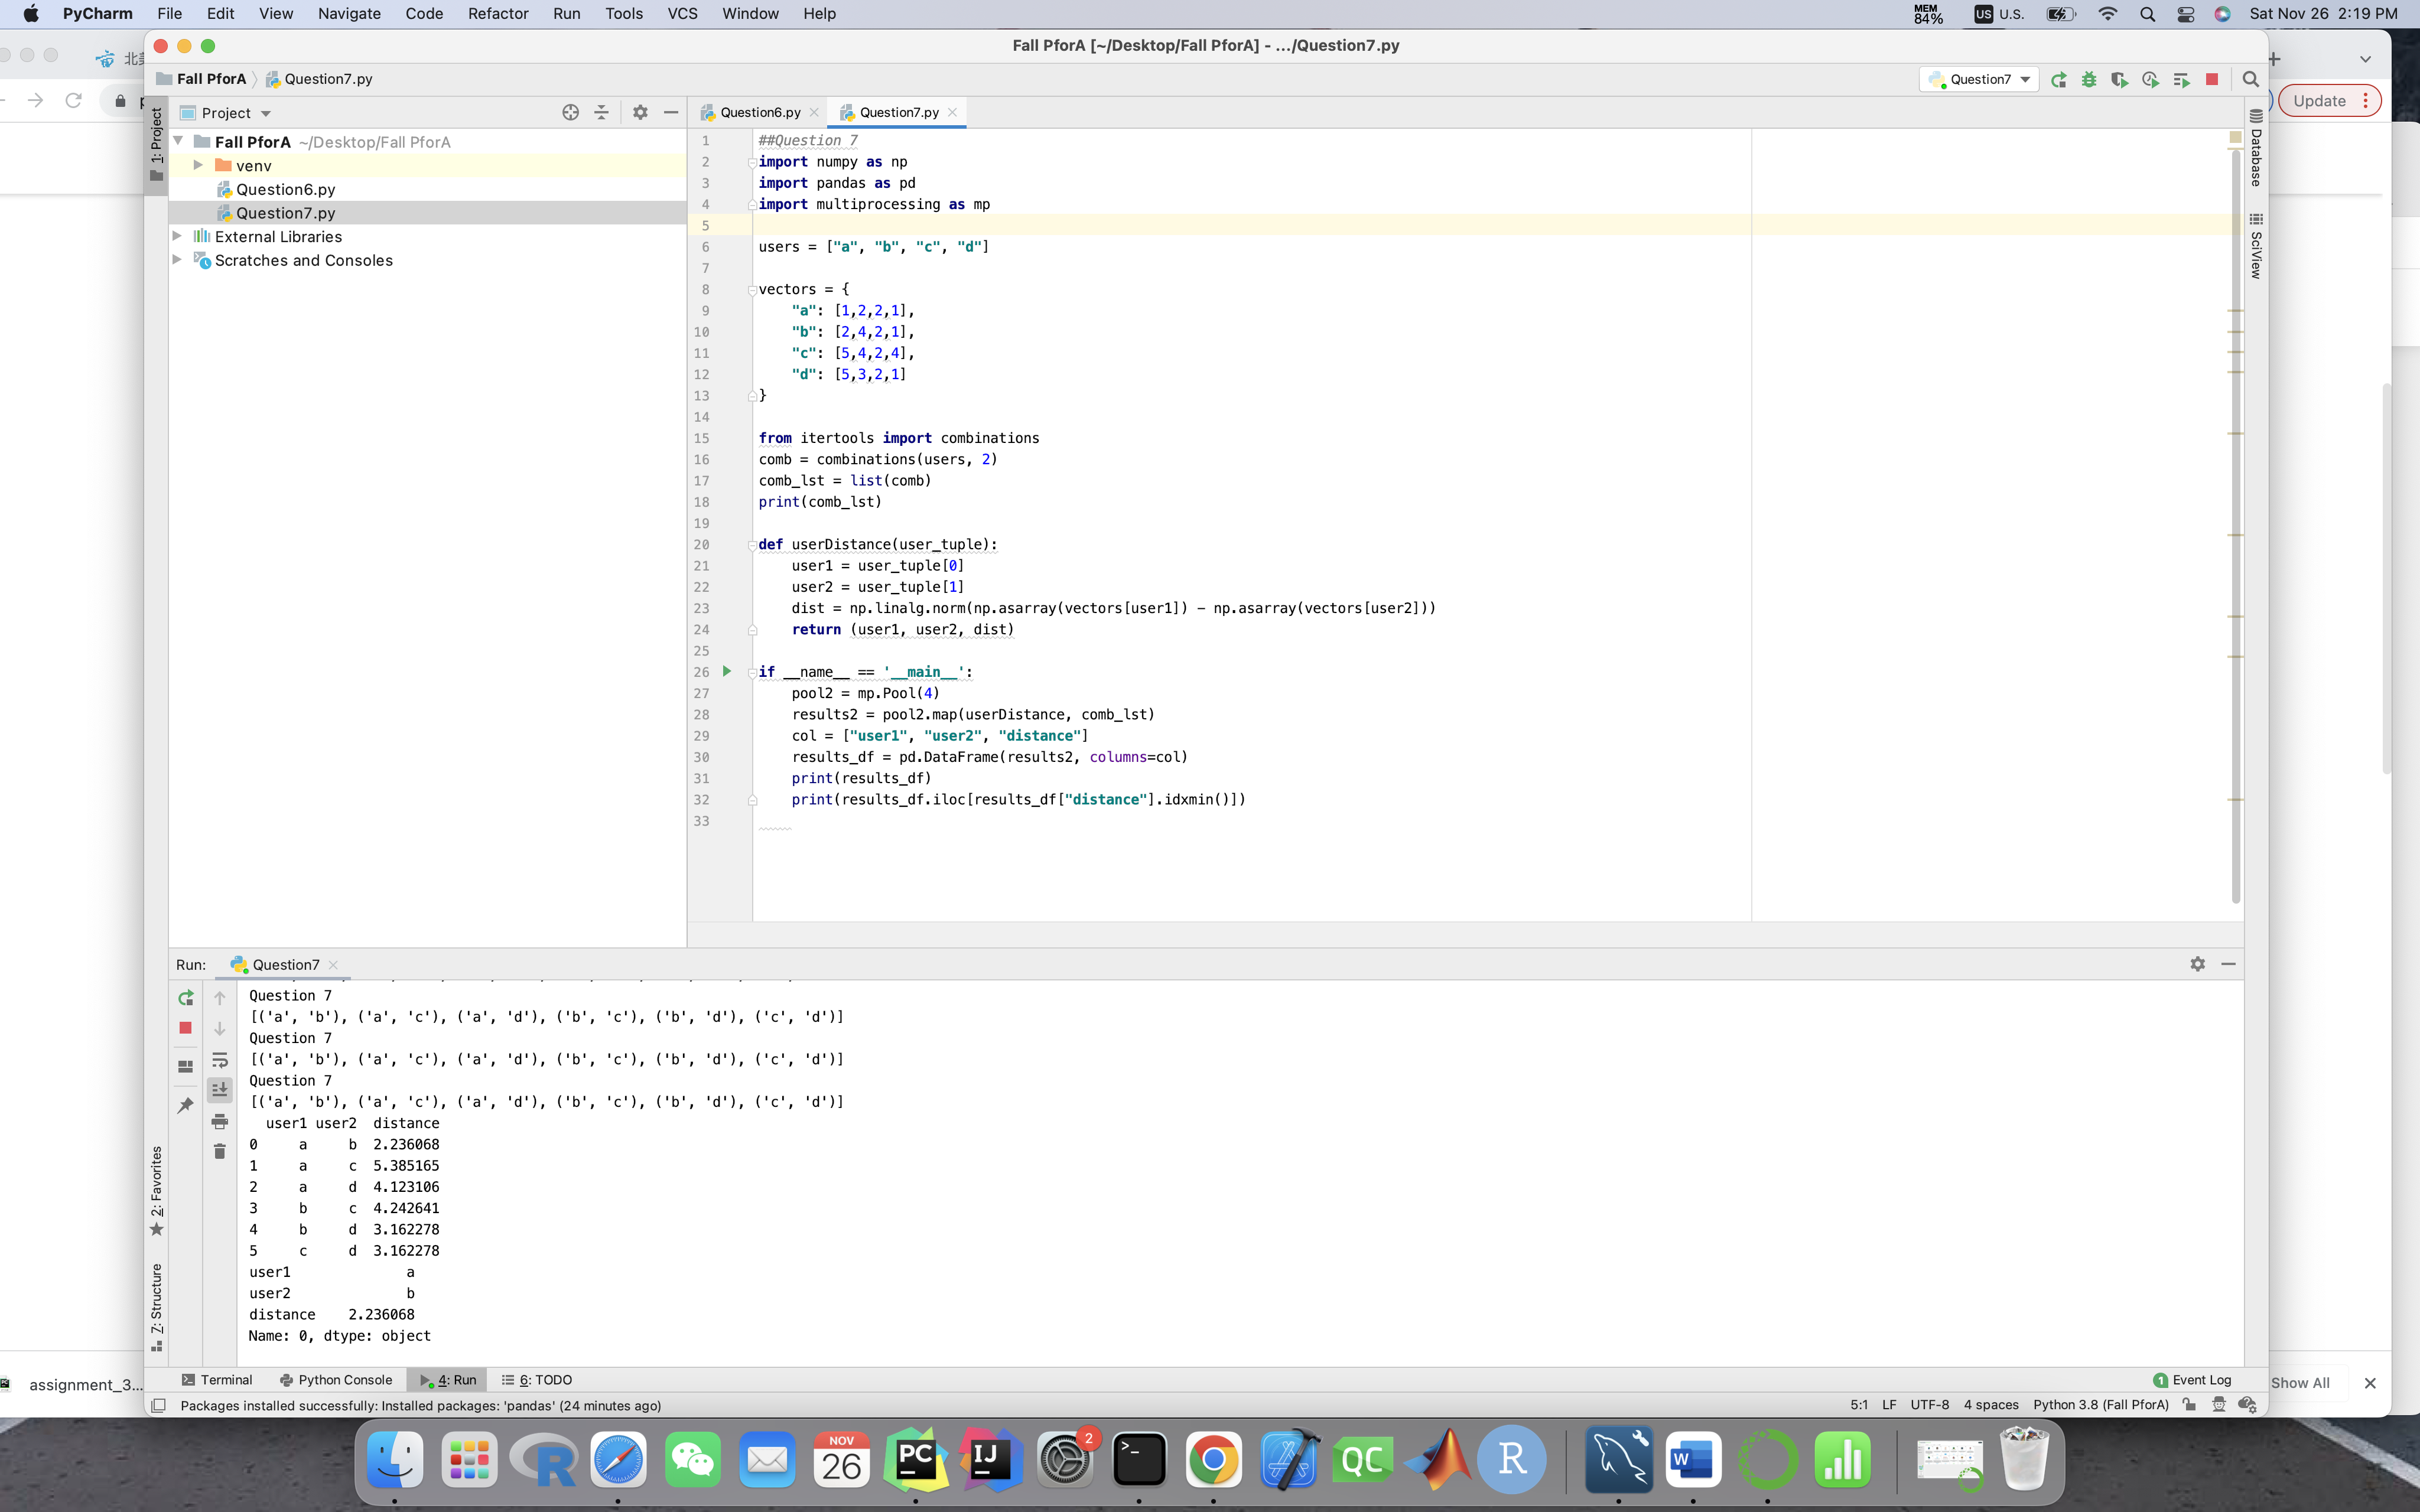 PyCharm File Edit View Navigate Code Refactor Run Tools VCS Window Help
MEM 84% US U.S. Sat Nov 26 2:19 PM
Fall PforA [~/Desktop/Fall PforA] - .../Question7.py
Fall PforA Question7.py
Question7
Update
Project
Question6.py Question7.py
1: Project
Fall PforA ~/Desktop/Fall PforA
venv
Question6.py
Question7.py
External Libraries
Scratches and Consoles
1 ##Question 7
2 import numpy as np
3 import pandas as pd
4 import multiprocessing as mp
5
6 users = ["a", "b", "c", "d"]
7
8 vectors = {
9 "a": [1,2,2,1],
10 "b": [2,4,2,1],
11 "c": [5,4,2,4],
12 "d": [5,3,2,1]
13 }
14
15 from itertools import combinations
16 comb = combinations(users, 2)
17 comb_lst = list(comb)
18 print(comb_lst)
19
20 def userDistance(user_tuple):
21 user1 = user_tuple[0]
22 user2 = user_tuple[1]
23 dist = np.linalg.norm(np.asarray(vectors[user1]) - np.asarray(vectors[user2]))
24 return (user1, user2, dist)
25
26 if __name__ == '__main__':
27 pool2 = mp.Pool(4)
28 results2 = pool2.map(userDistance, comb_lst)
29 col = ["user1", "user2", "distance"]
30 results_df = pd.DataFrame(results2, columns=col)
31 print(results_df)
32 print(results_df.iloc[results_df["distance"].idxmin()])
33
Database
SciView
Run: Question7
Question 7
[('a', 'b'), ('a', 'c'), ('a', 'd'), ('b', 'c'), ('b', 'd'), ('c', 'd')]
Question 7
[('a', 'b'), ('a', 'c'), ('a', 'd'), ('b', 'c'), ('b', 'd'), ('c', 'd')]
Question 7
[('a', 'b'), ('a', 'c'), ('a', 'd'), ('b', 'c'), ('b', 'd'), ('c', 'd')]
user1 user2 distance
0 a b 2.236068
1 a c 5.385165
2 a d 4.123106
3 b c 4.242641
4 b d 3.162278
5 c d 3.162278
user1 a
user2 b
distance 2.236068
Name: 0, dtype: object
2: Favorites
7: Structure
Terminal Python Console 4: Run 6: TODO
1 Event Log
assignment_3...
Show All
Packages installed successfully: Installed packages: 'pandas' (24 minutes ago)
5:1 LF UTF-8 4 spaces Python 3.8 (Fall PforA)
R
NOV
26
PC
IJ
2
>_
QC
R
W